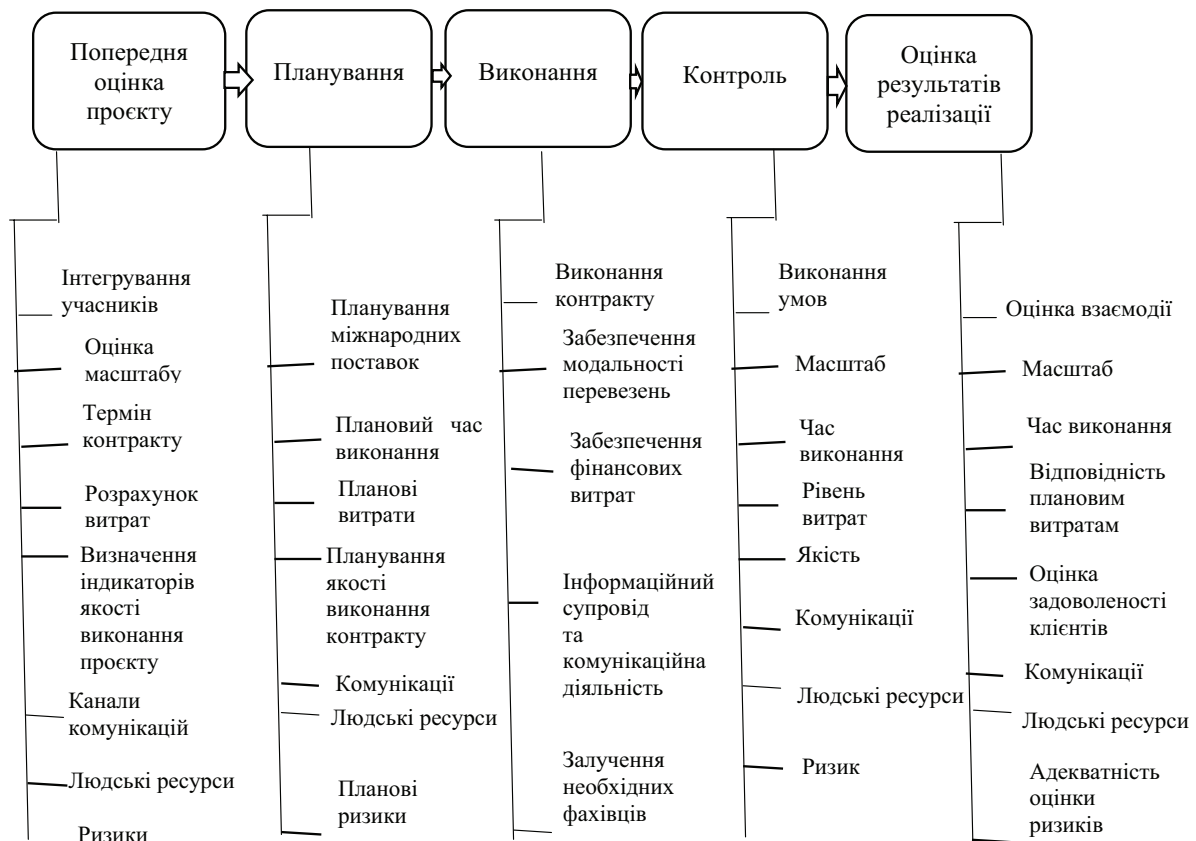 Попередня
оцінка
проєкту
Планування
Виконання
Контроль
Оцінка
результатів
реалізації
Інтегрування
учасників
Оцінка
масштабу
Термін
контракту
Розрахунок
витрат
Визначення
індикаторів
якості
виконання
проєкту
Канали
комунікацій
Людські ресурси
Ризики
Планування
міжнародних
поставок
Плановий час
виконання
Планові
витрати
Планування
якості
виконання
контракту
Комунікації
Людські ресурси
Планові
ризики
Виконання
контракту
Забезпечення
модальності
перевезень
Забезпечення
фінансових
витрат
Інформаційний
супровід
та
комунікаційна
діяльність
Залучення
необхідних
фахівців
Виконання
умов
Масштаб
Час
виконання
Рівень
витрат
Якість
Комунікації
Людські ресурси
Ризик
Оцінка взаємодії
Масштаб
Час виконання
Відповідність
плановим
витратам
Оцінка
задоволеності
клієнтів
Комунікації
Людські ресурси
Адекватність
оцінки
ризиків